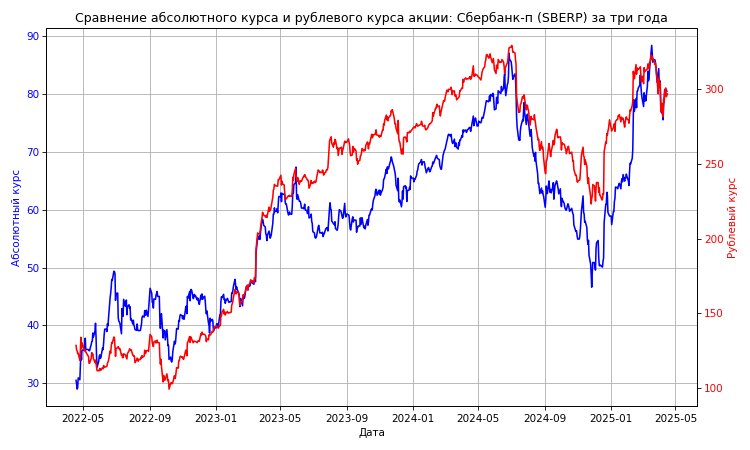 Сравнение абсолютного курса и рублевого курса акции: Сбербанк-п (SBERP) за три года
90
80
70
60
50
40
30
Абсолютный курс
300
250
200
150
100
Рублевый курс
2022-05 2022-09 2023-01 2023-05 2023-09 2024-01 2024-05 2024-09 2025-01 2025-05
Дата